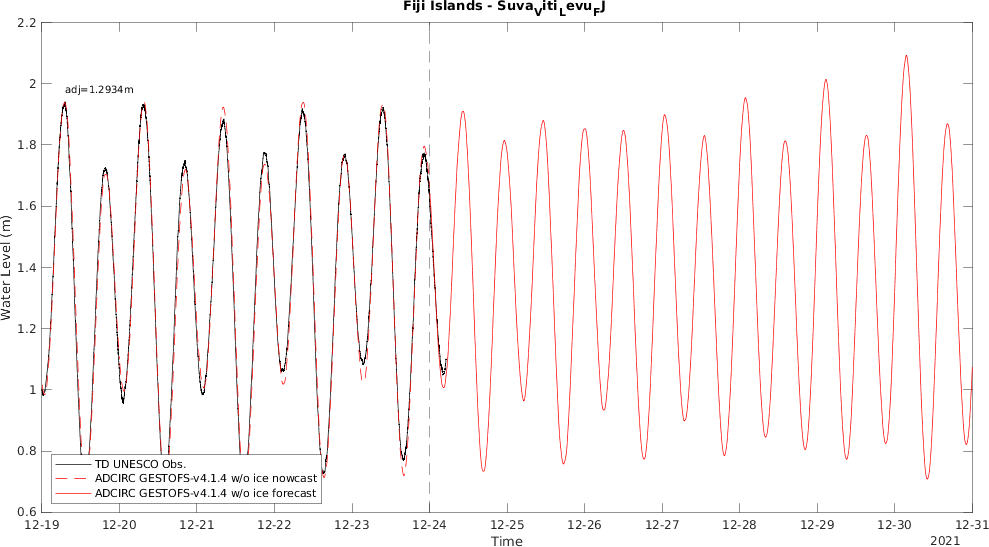 Fiji Islands - SuvaVitiLevuFJ
2.2
2
1.8
1.6
1.4
1.2
1
0.8
0.6
Water Level (m)
adj=1.2934m
TD UNESCO Obs.
ADCIRC GESTOFS-v4.1.4 w/o ice nowcast
ADCIRC GESTOFS-v4.1.4 w/o ice forecast
12-19 12-20 12-21 12-22 12-23 12-24 12-25 12-26 12-27 12-28 12-29 12-30 12-31
Time
2021